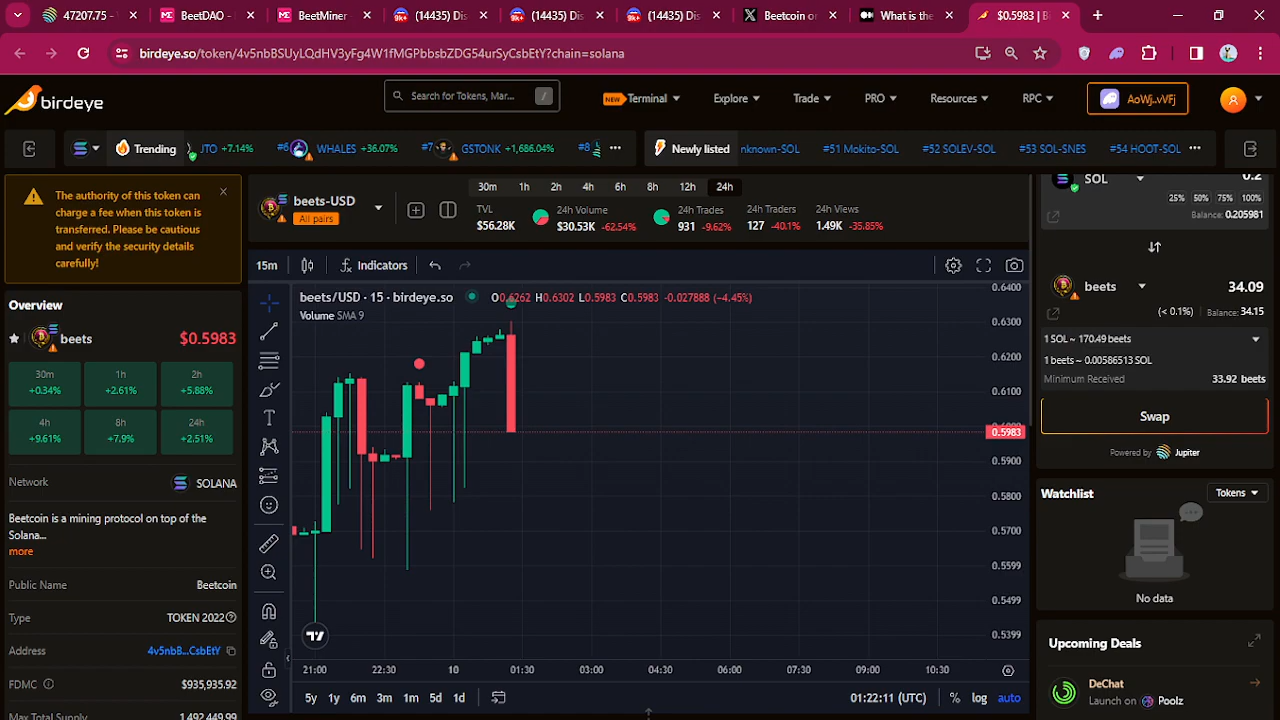 47207.75 -
BeetDAO -
BeetMiner
(14435) Dis
(14435) Dis
(14435) Dis
Beetcoin or
What is the
$0.5983 | B
birdeye.so/token/4v5nbBSUyLQdHV3yFg4W1fMGPbbsbZDG54urSyCsbEtY?chain=solana
birdeye
Search for Tokens, Mar... /
NEW Terminal
Explore
Trade
PRO
Resources
RPC
AoWj..vVFj
Trending
JTO +7.14%
#6 WHALES +36.07%
#7 GSTONK +1,686.04%
#8
Newly listed
nknown-SOL
#51 Mokito-SOL
#52 SOLEV-SOL
#53 SOL-SNES
#54 HOOT-SOL
The authority of this token can
charge a fee when this token is
transferred. Please be cautious
and verify the security details
carefully!
Overview
beets $0.5983
30m 1h 2h
+0.34% +2.61% +5.88%
4h 8h 24h
+9.61% +7.9% +2.51%
Network SOLANA
Beetcoin is a mining protocol on top of the
Solana...
more
Public Name Beetcoin
Type TOKEN 2022
Address 4v5nbB...CsbEtY
FDMC $935,935.92
Max Total Supply 1,492,449.99
beets-USD
All pairs
30m 1h 2h 4h 6h 8h 12h 24h
TVL 24h Volume 24h Trades 24h Traders 24h Views
$56.28K $30.53K -62.54% 931 -9.62% 127 -40.1% 1.49K -35.85%
15m Indicators
beets/USD · 15 · birdeye.so O0.6262 H0.6302 L0.5983 C0.5983 -0.027888 (-4.45%)
Volume SMA 9
0.6400
0.6300
0.6200
0.6100
0.5983
0.5900
0.5800
0.5700
0.5599
0.5499
0.5399
21:00 22:30 10 01:30 03:00 04:30 06:00 07:30 09:00 10:30
5y 1y 6m 3m 1m 5d 1d 01:22:11 (UTC) % log auto
SOL 0.2
25% 50% 75% 100%
Balance: 0.205981
beets 34.09
(< 0.1%) Balance: 34.15
1 SOL ~ 170.49 beets
1 beets ~ 0.00586513 SOL
Minimum Received 33.92 beets
Swap
Powered by Jupiter
Watchlist Tokens
No data
Upcoming Deals
DeChat
Launch on Poolz